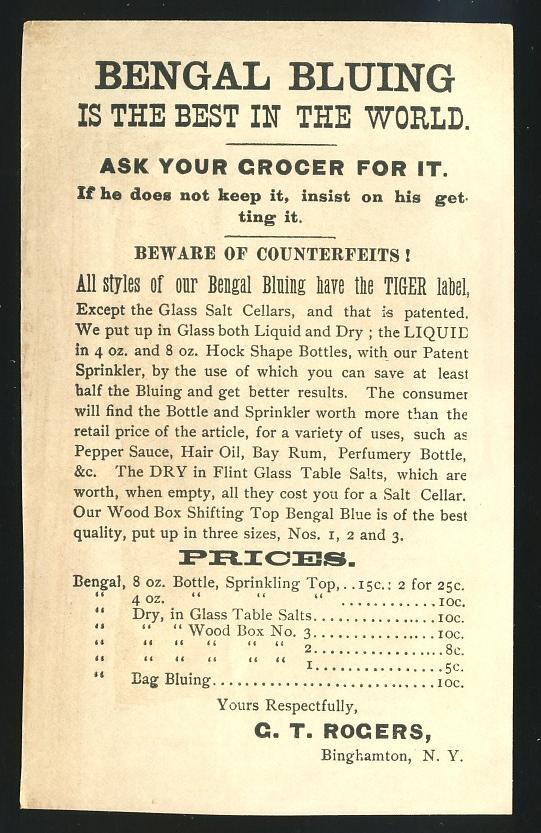 BENGAL BLUING
IS THE BEST IN THE WORLD.
ASK YOUR GROCER FOR IT.
If he does not keep it, insist on his get-
ting it.
BEWARE OF COUNTERFEITS!
All styles of our Bengal Bluing have the TIGER label,
Except the Glass Salt Cellars, and that is patented.
We put up in Glass both Liquid and Dry ; the LIQUID
in 4 oz. and 8 oz. Hock Shape Bottles, with our Patent
Sprinkler, by the use of which you can save at least
half the Bluing and get better results. The consumer
will find the Bottle and Sprinkler worth more than the
retail price of the article, for a variety of uses, such as
Pepper Sauce, Hair Oil, Bay Rum, Perfumery Bottle,
&c. The DRY in Flint Glass Table Salts, which are
worth, when empty, all they cost you for a Salt Cellar.
Our Wood Box Shifting Top Bengal Blue is of the best
quality, put up in three sizes, Nos. 1, 2 and 3.
PRICES.
Bengal, 8 oz. Bottle, Sprinkling Top,..15c.: 2 for 25c.
" 4 oz. " " " ............10c.
" Dry, in Glass Table Salts...............10c.
" " " Wood Box No. 3...............10c.
" " " " " " 2...............8c.
" " " " " " 1...............5c.
" Bag Bluing...............................10c.
Yours Respectfully,
G. T. ROGERS,
Binghamton, N. Y.